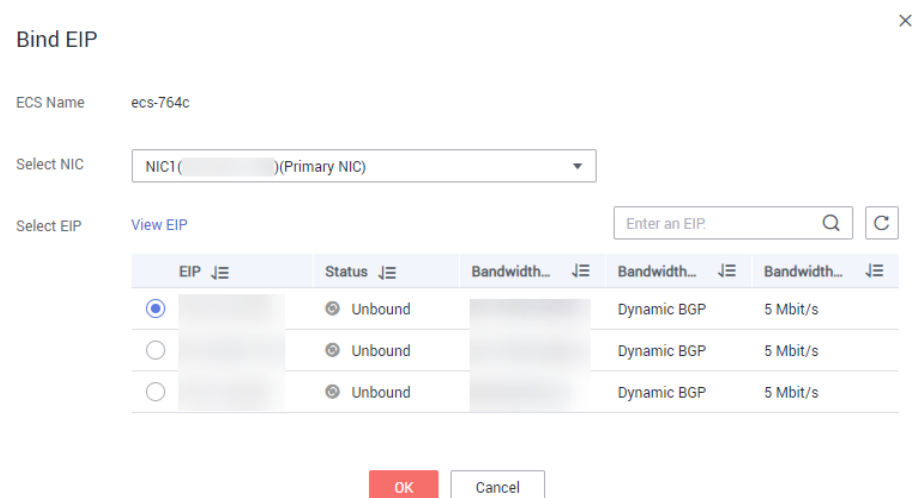 Bind EIP
ECS Name ecs-764c
Select NIC NIC1( )(Primary NIC)
Select EIP View EIP Enter an EIP.
EIP Status Bandwidth... Bandwidth... Bandwidth...
Unbound Dynamic BGP 5 Mbit/s
Unbound Dynamic BGP 5 Mbit/s
Unbound Dynamic BGP 5 Mbit/s
OK Cancel